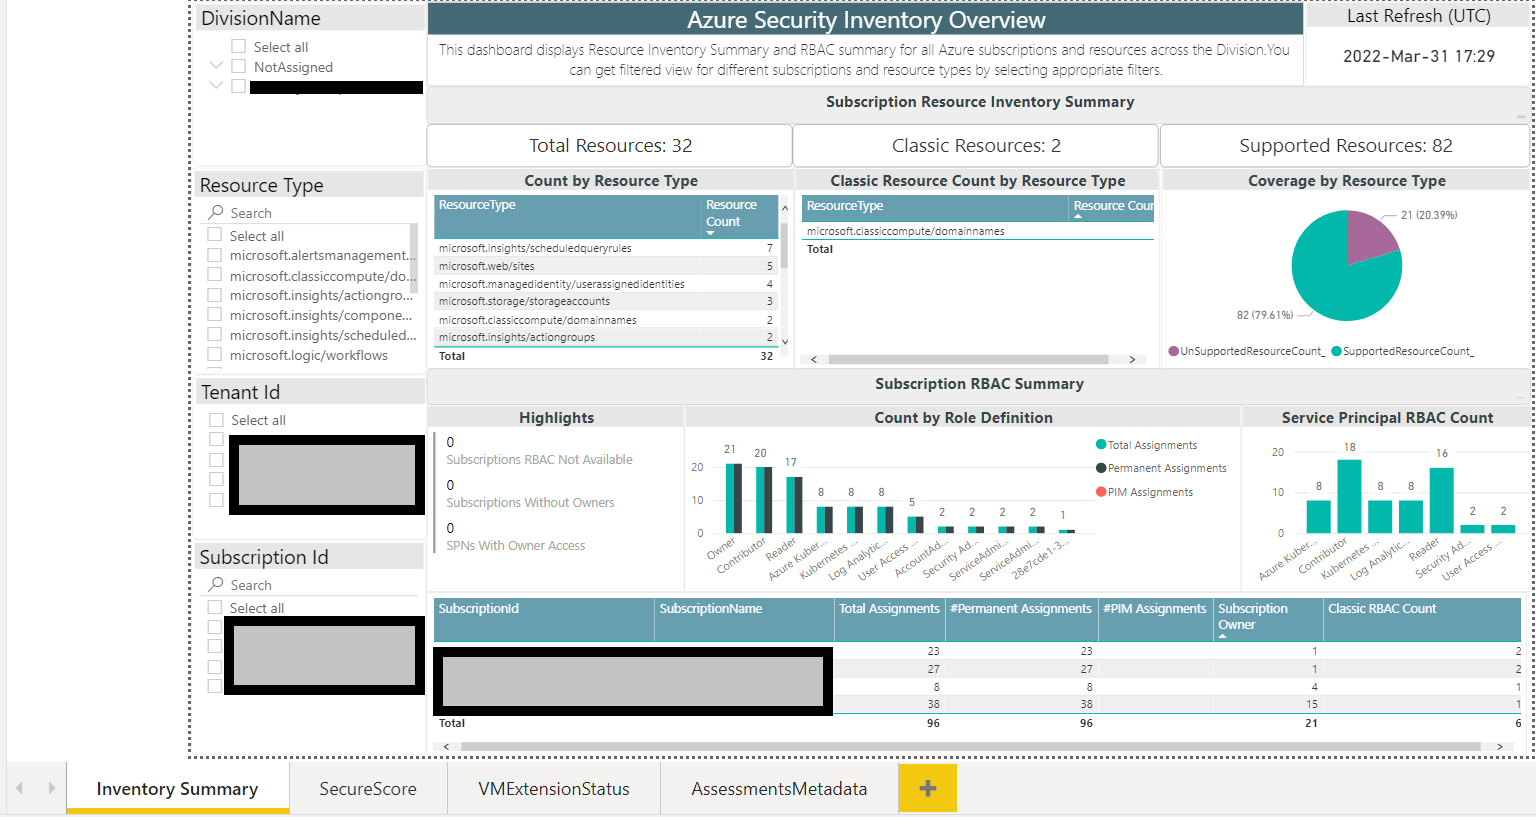 DivisionName
Select all
NotAssigned
Azure Security Inventory Overview
This dashboard displays Resource Inventory Summary and RBAC summary for all Azure subscriptions and resources across the Division.You
can get filtered view for different subscriptions and resource types by selecting appropriate filters.
Last Refresh (UTC)
2022-Mar-31 17:29
Subscription Resource Inventory Summary
Total Resources: 32
Classic Resources: 2
Supported Resources: 82
Resource Type
Search
Select all
microsoft.alertsmanagement...
microsoft.classiccompute/do...
microsoft.insights/actiongro...
microsoft.insights/compone...
microsoft.insights/scheduled...
microsoft.logic/workflows
Count by Resource Type
ResourceType Resource
Count
microsoft.insights/scheduledqueryrules 7
microsoft.web/sites 5
microsoft.managedidentity/userassignedidentities 4
microsoft.storage/storageaccounts 3
microsoft.classiccompute/domainnames 2
microsoft.insights/actiongroups 2
Total 32
Classic Resource Count by Resource Type
ResourceType Resource Cour
microsoft.classiccompute/domainnames
Total
Coverage by Resource Type
21 (20.39%)
82 (79.61%)
UnSupportedResourceCount_ SupportedResourceCount_
Tenant Id
Select all
Subscription RBAC Summary
Highlights
0
Subscriptions RBAC Not Available
0
Subscriptions Without Owners
0
SPNs With Owner Access
Count by Role Definition
Total Assignments
Permanent Assignments
PIM Assignments
20
10
0
21 20 17 8 8 8 5 2 2 2 2 1
Owner
Contributor
Reader
Azure Kuber...
Kubernetes ...
Log Analytic...
User Access ...
AccountAd...
Security Ad...
ServiceAdmi...
ServiceAdmi...
28e7cde1-3...
Service Principal RBAC Count
20
10
0
8 18 8 8 16 2 2
Azure Kuber...
Contributor
Kubernetes ...
Log Analytic...
Reader
Security Ad...
User Access ...
Subscription Id
Search
Select all
SubscriptionId SubscriptionName Total Assignments #Permanent Assignments #PIM Assignments Subscription Classic RBAC Count
Owner
23 23 1 2
27 27 1 2
8 8 4 1
38 38 15 1
Total 96 96 21 6
Inventory Summary SecureScore VMExtensionStatus AssessmentsMetadata +